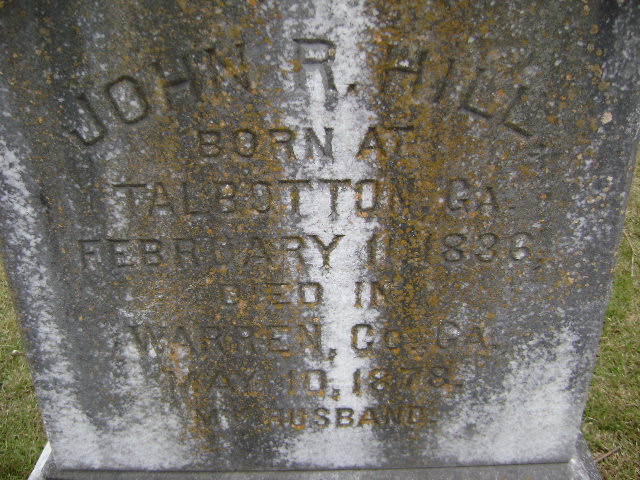 JOHN R. HILL
BORN AT
TALBOTTON, GA.
FEBRUARY 11, 1836,
DIED IN
WARREN, CO. GA.
MAY 10, 1878.
MY HUSBAND.